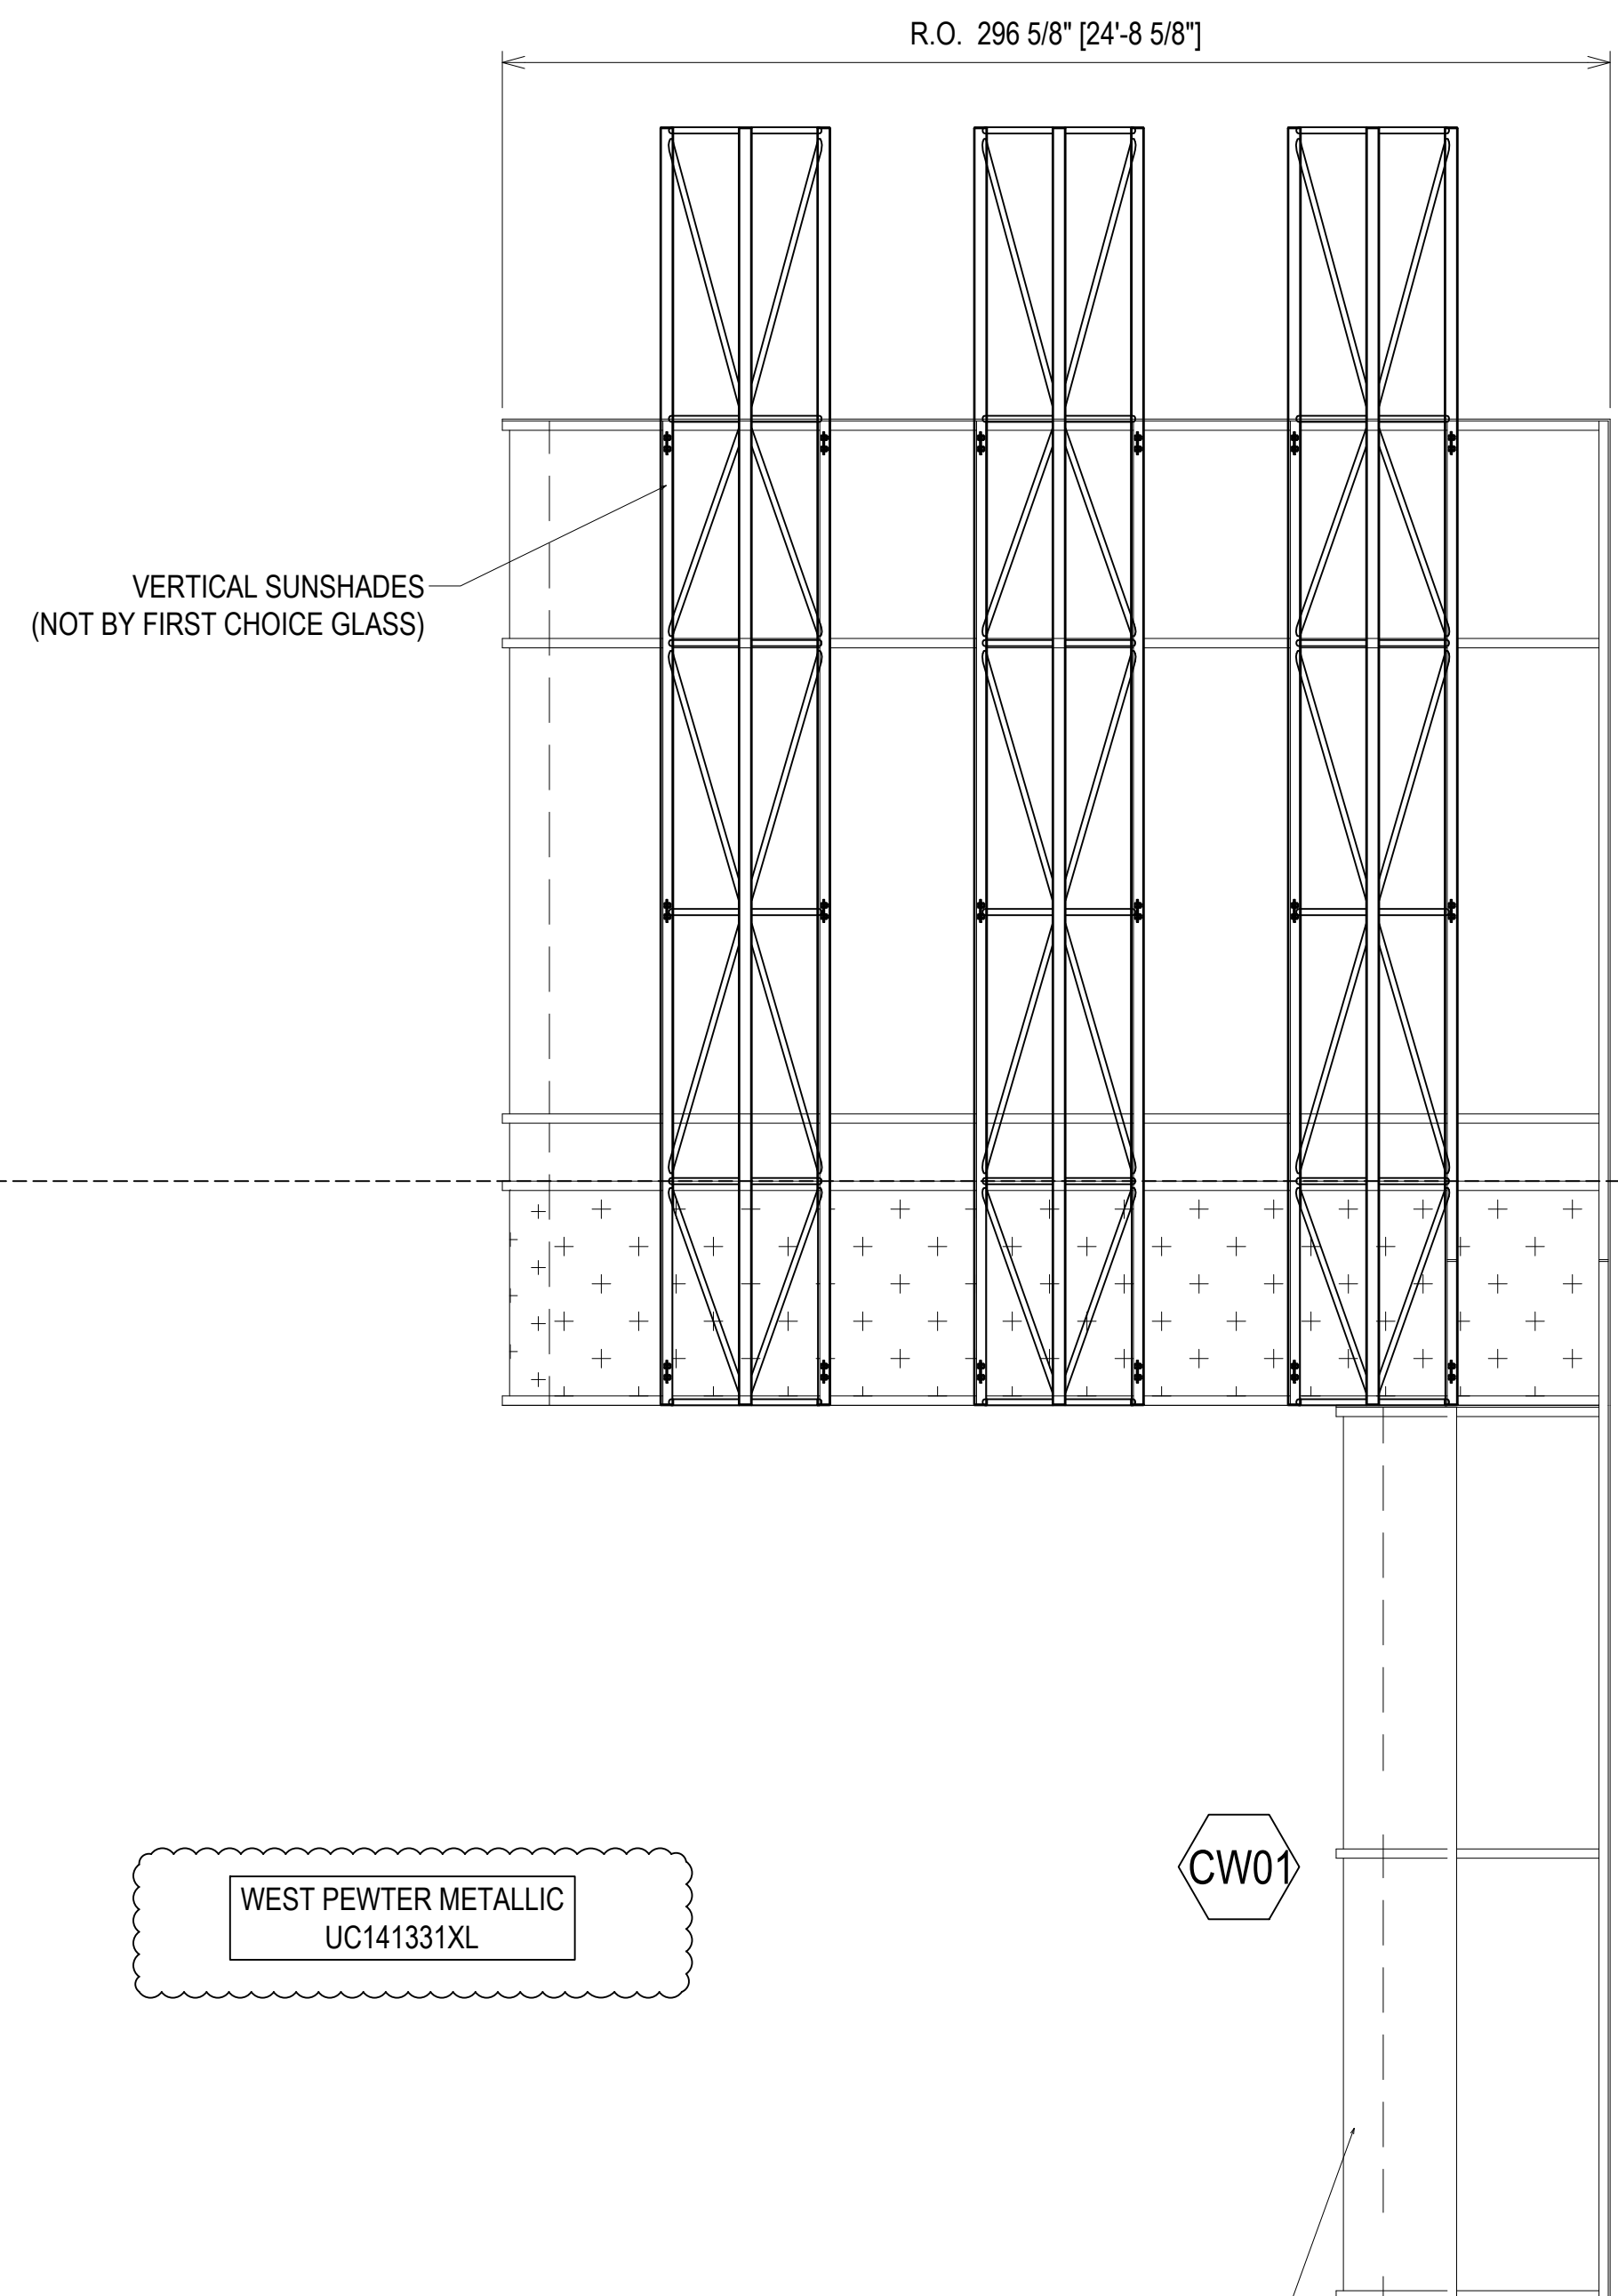 R.O. 296 5/8" [24'-8 5/8"]
VERTICAL SUNSHADES
(NOT BY FIRST CHOICE GLASS)
WEST PEWTER METALLIC
UC141331XL
CW01